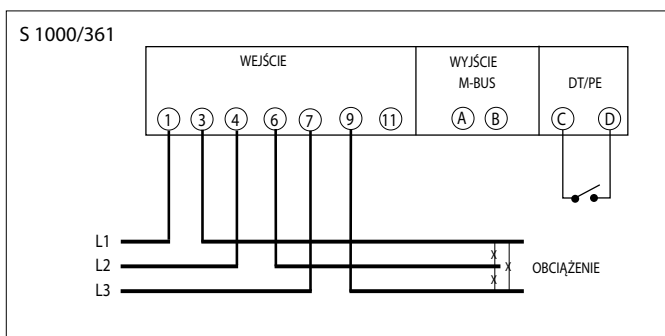 S 1000/361
WEJŚCIE
WYJŚCIE
M-BUS
DT/PE
1 3 4 6 7 9 11 A B C D
L1
L2
L3
X
X
X
OBCIĄŻENIE